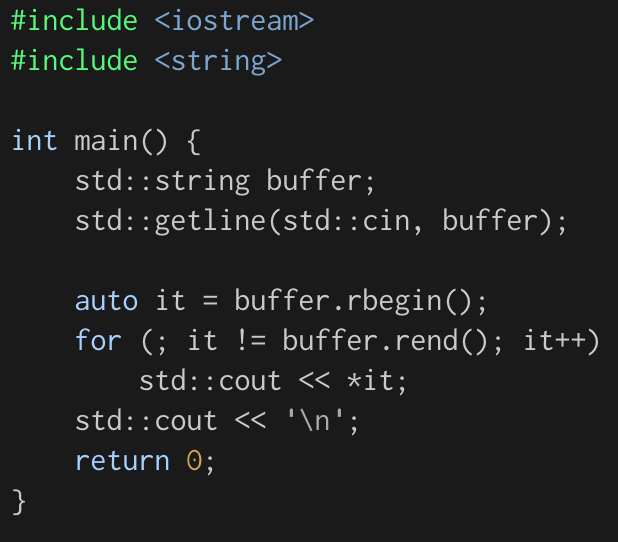 #include <iostream>
#include <string>

int main() {
    std::string buffer;
    std::getline(std::cin, buffer);

    auto it = buffer.rbegin();
    for (; it != buffer.rend(); it++)
        std::cout << *it;
    std::cout << '\n';
    return 0;
}